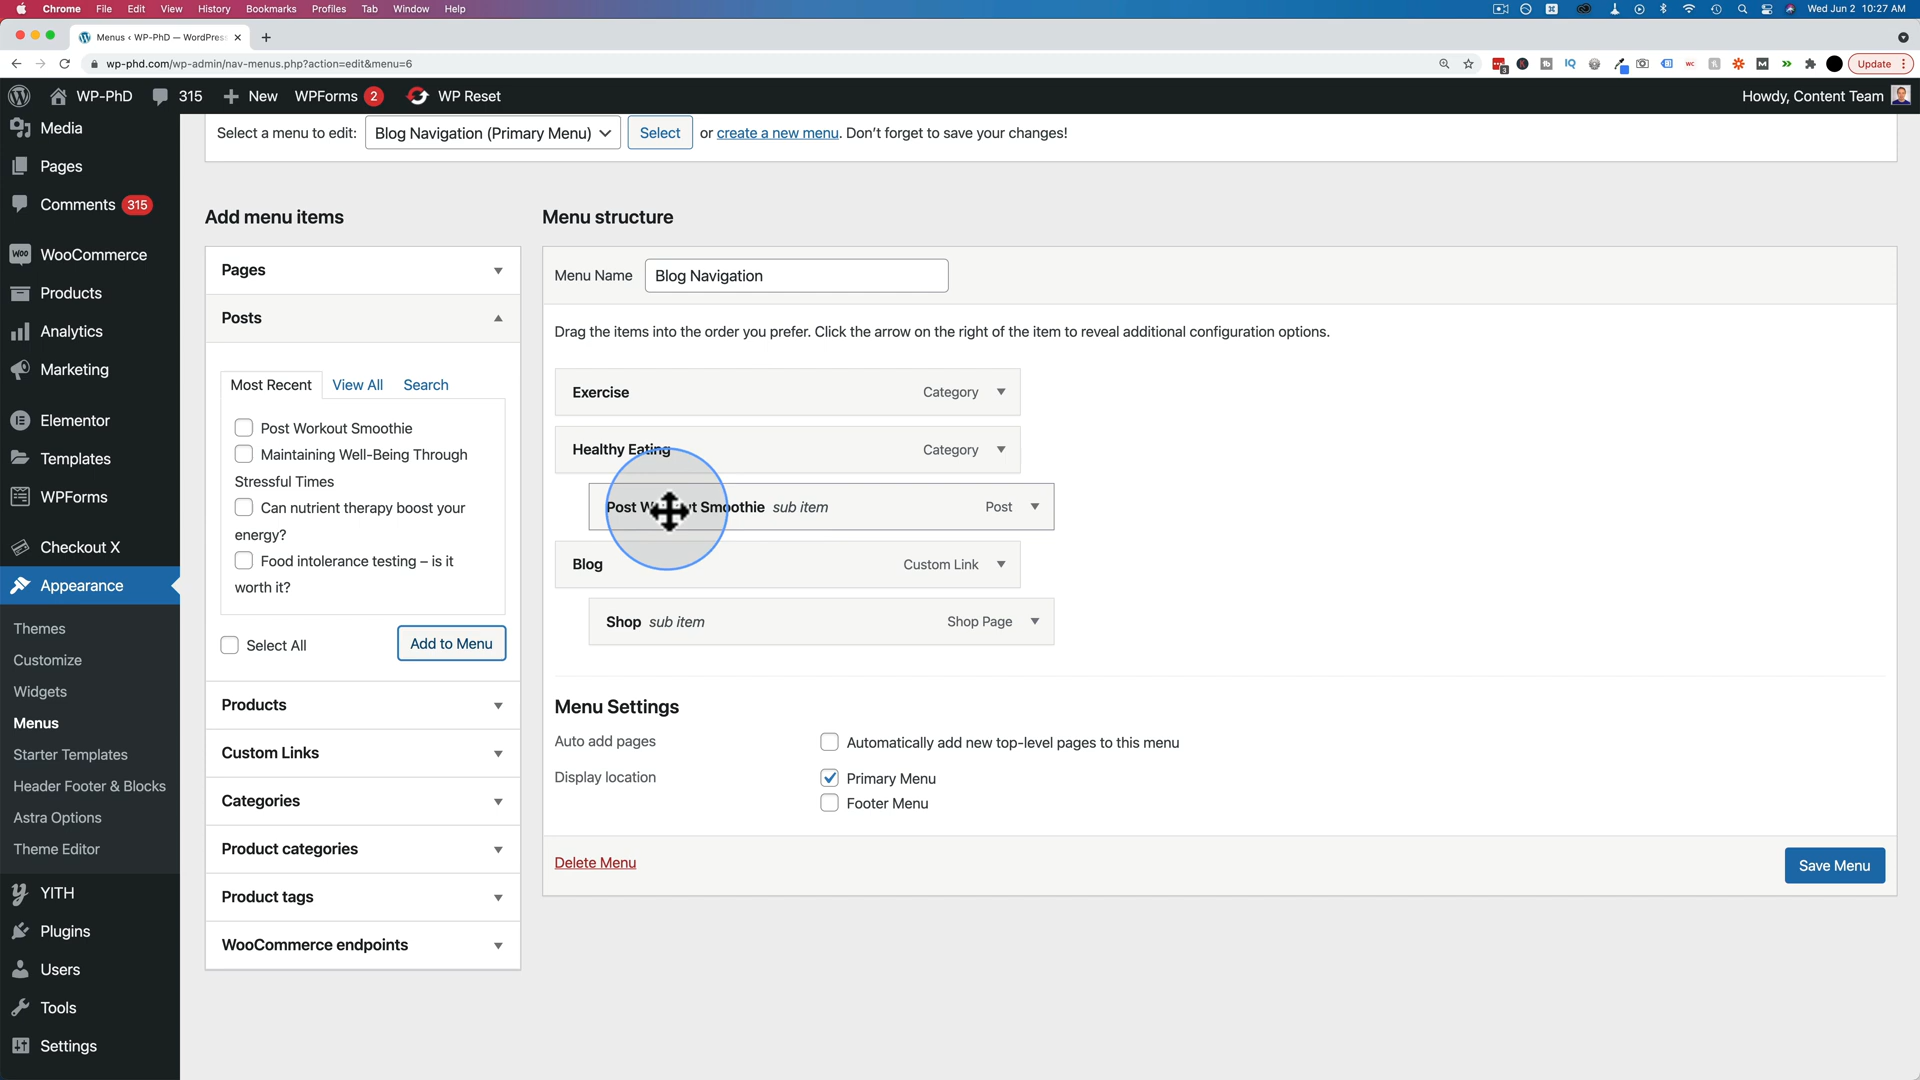 Chrome File Edit View History Bookmarks Profiles Tab Window Help Wed Jun 2 10:27 AM
Menus ‹ WP-PhD — WordPress
wp-phd.com/wp-admin/nav-menus.php?action=edit&menu=6 Update
WP-PhD 315 New WPForms 2 WP Reset Howdy, Content Team
Media
Pages
Comments 315
WooCommerce
Products
Analytics
Marketing
Elementor
Templates
WPForms
Checkout X
Appearance
Themes
Customize
Widgets
Menus
Starter Templates
Header Footer & Blocks
Astra Options
Theme Editor
YITH
Plugins
Users
Tools
Settings
Select a menu to edit: Blog Navigation (Primary Menu) Select or create a new menu. Don’t forget to save your changes!
Add menu items
Pages
Posts
Most Recent View All Search
Post Workout Smoothie
Maintaining Well-Being Through
Stressful Times
Can nutrient therapy boost your
energy?
Food intolerance testing – is it
worth it?
Select All Add to Menu
Products
Custom Links
Categories
Product categories
Product tags
WooCommerce endpoints
Menu structure
Menu Name Blog Navigation
Drag the items into the order you prefer. Click the arrow on the right of the item to reveal additional configuration options.
Exercise Category
Healthy Eating Category
Post Workout Smoothie sub item Post
Blog Custom Link
Shop sub item Shop Page
Menu Settings
Auto add pages Automatically add new top-level pages to this menu
Display location Primary Menu
Footer Menu
Delete Menu Save Menu